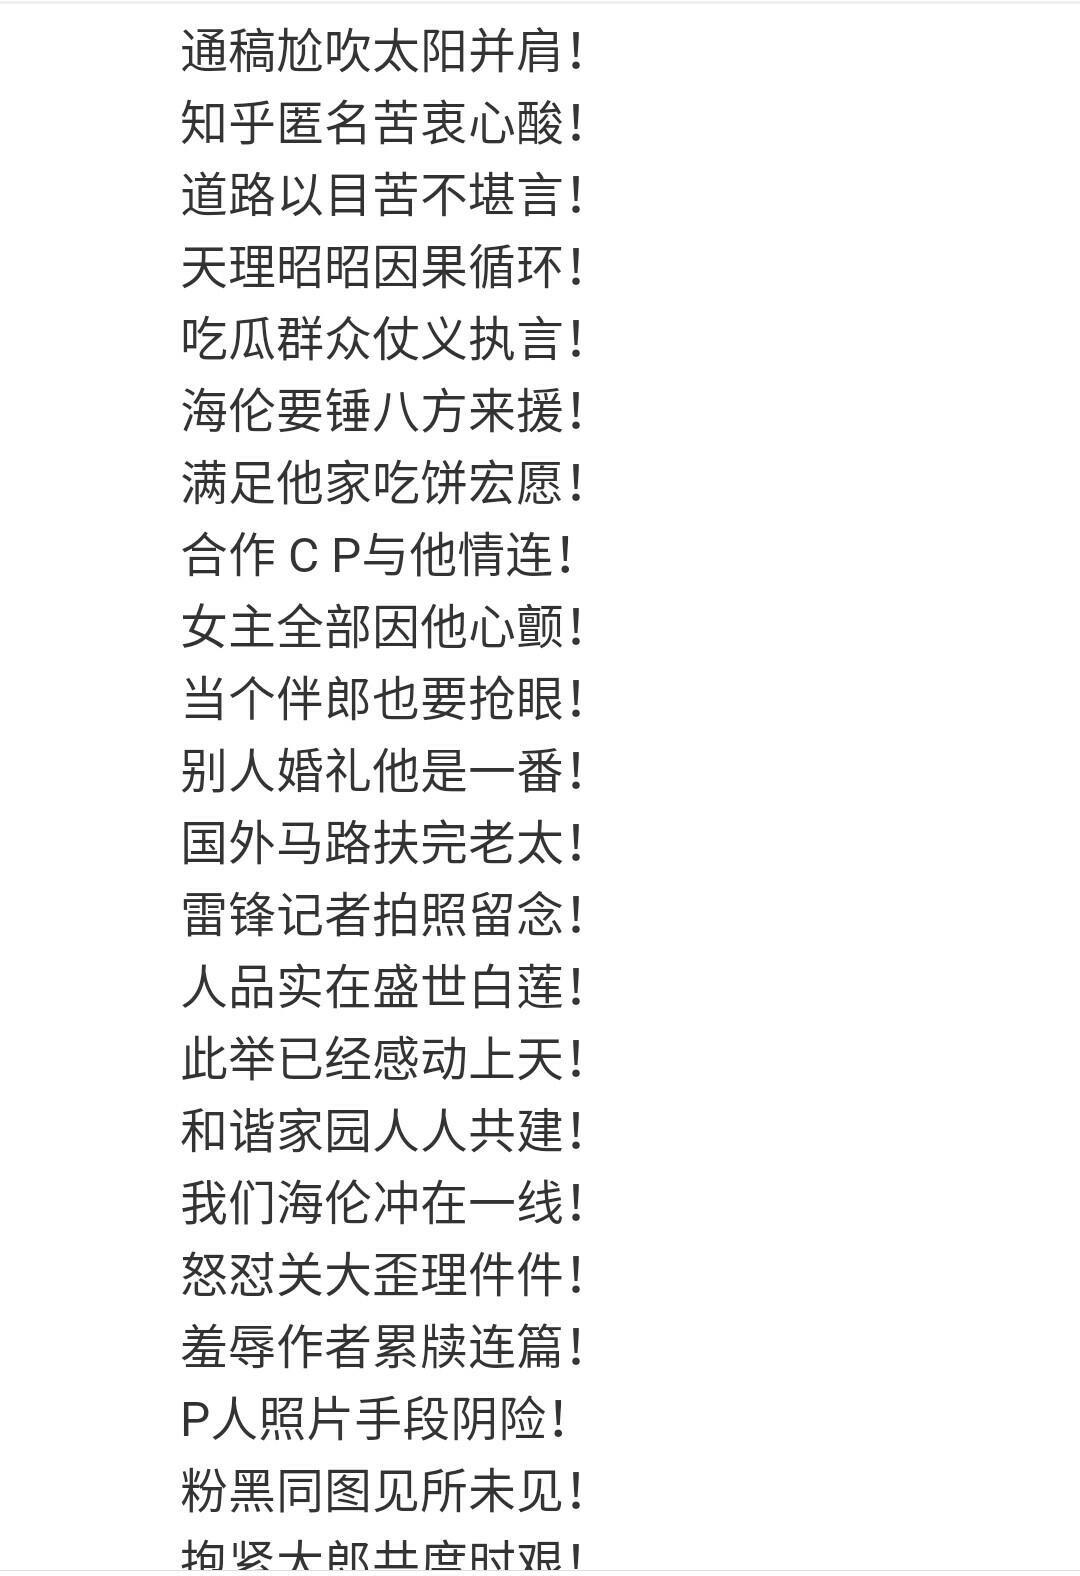 通稿尬吹太阳并肩！
知乎匿名苦衷心酸！
道路以目苦不堪言！
天理昭昭因果循环！
吃瓜群众仗义执言！
海伦要锤八方来援！
满足他家吃饼宏愿！
合作 C P与他情连！
女主全部因他心颤！
当个伴郎也要抢眼！
别人婚礼他是一番！
国外马路扶完老太！
雷锋记者拍照留念！
人品实在盛世白莲！
此举已经感动上天！
和谐家园人人共建！
我们海伦冲在一线！
怒怼关大歪理件件！
羞辱作者累牍连篇！
P人照片手段阴险！
粉黑同图见所未见！
抱紧大郎共度时艰！